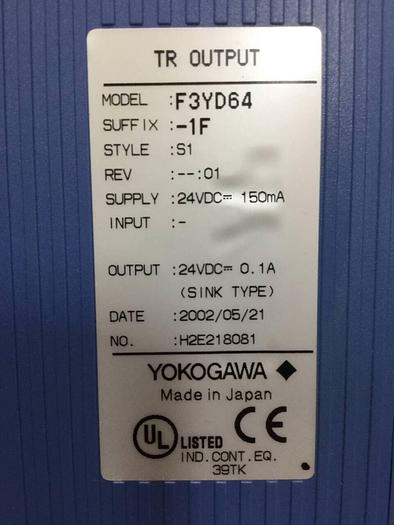 TR OUTPUT
MODEL :F3YD64
SUFFIX :-1F
STYLE :S1
REV :--:01
SUPPLY :24VDC⎓ 150mA
INPUT :-
OUTPUT :24VDC⎓ 0.1A
(SINK TYPE)
DATE :2002/05/21
NO. :H2E218081
YOKOGAWA
Made in Japan
UL LISTED CE
IND.CONT.EQ.
39TK